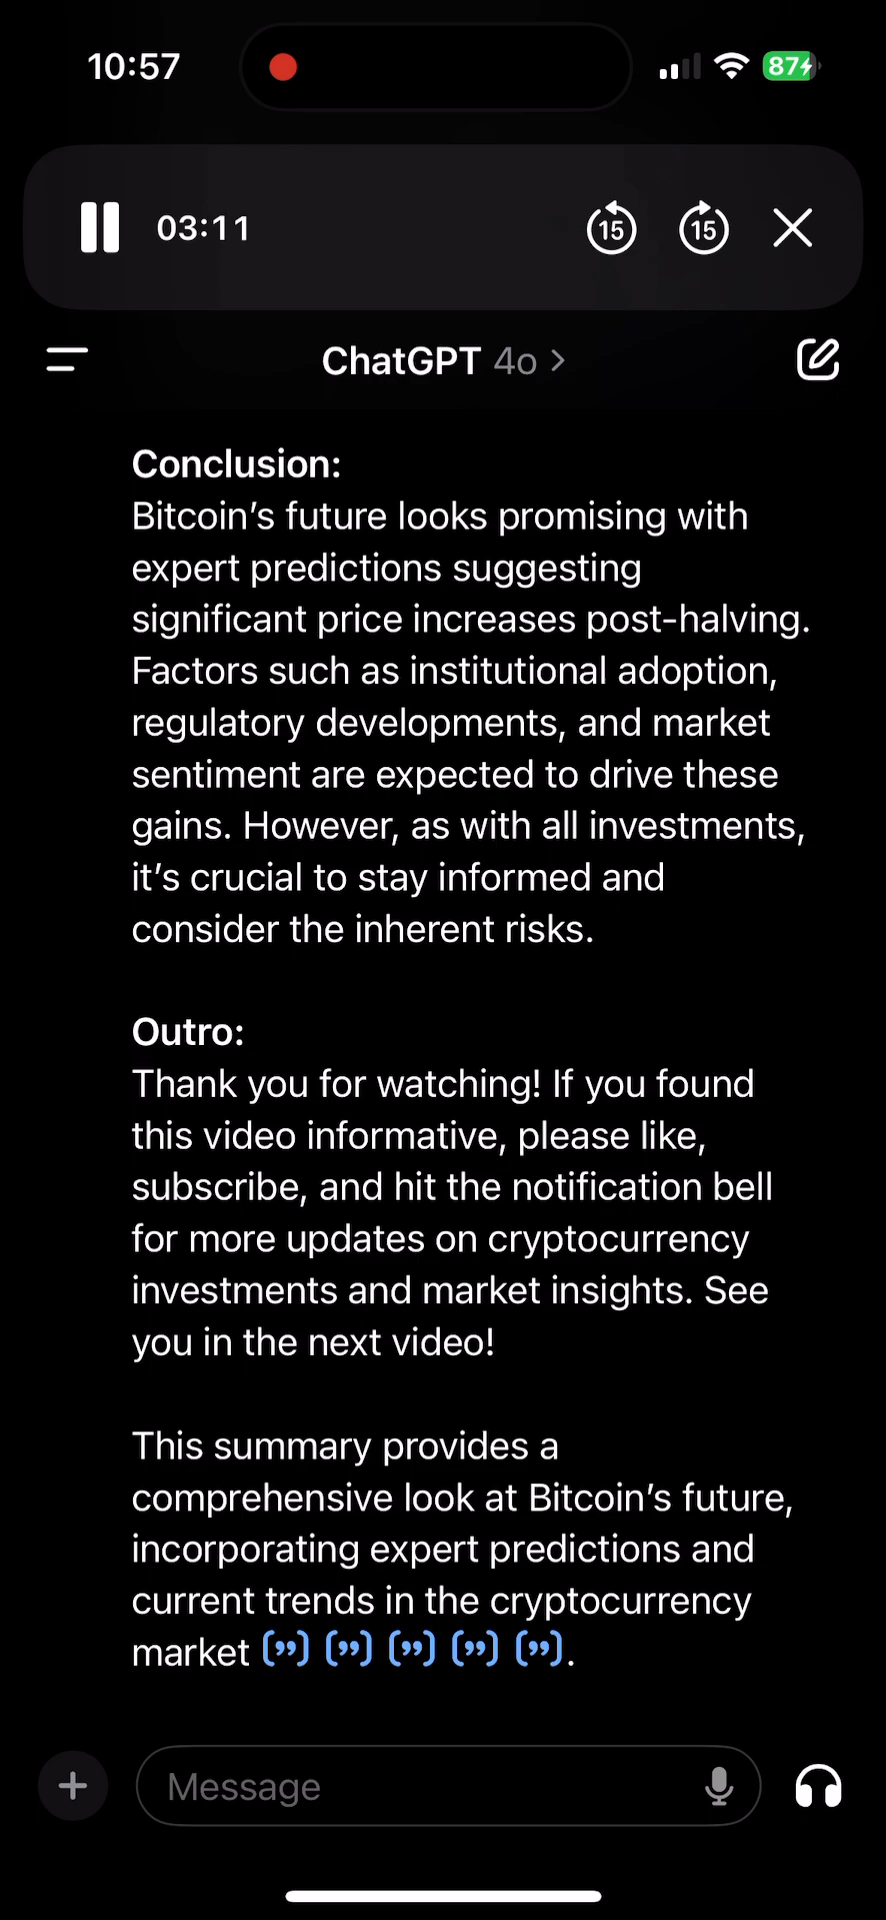 10:57
87
03:11
15
15
ChatGPT 4o >
Conclusion:
Bitcoin’s future looks promising with
expert predictions suggesting
significant price increases post-halving.
Factors such as institutional adoption,
regulatory developments, and market
sentiment are expected to drive these
gains. However, as with all investments,
it’s crucial to stay informed and
consider the inherent risks.
Outro:
Thank you for watching! If you found
this video informative, please like,
subscribe, and hit the notification bell
for more updates on cryptocurrency
investments and market insights. See
you in the next video!
This summary provides a
comprehensive look at Bitcoin’s future,
incorporating expert predictions and
current trends in the cryptocurrency
market (”) (”) (”) (”) (”).
Message